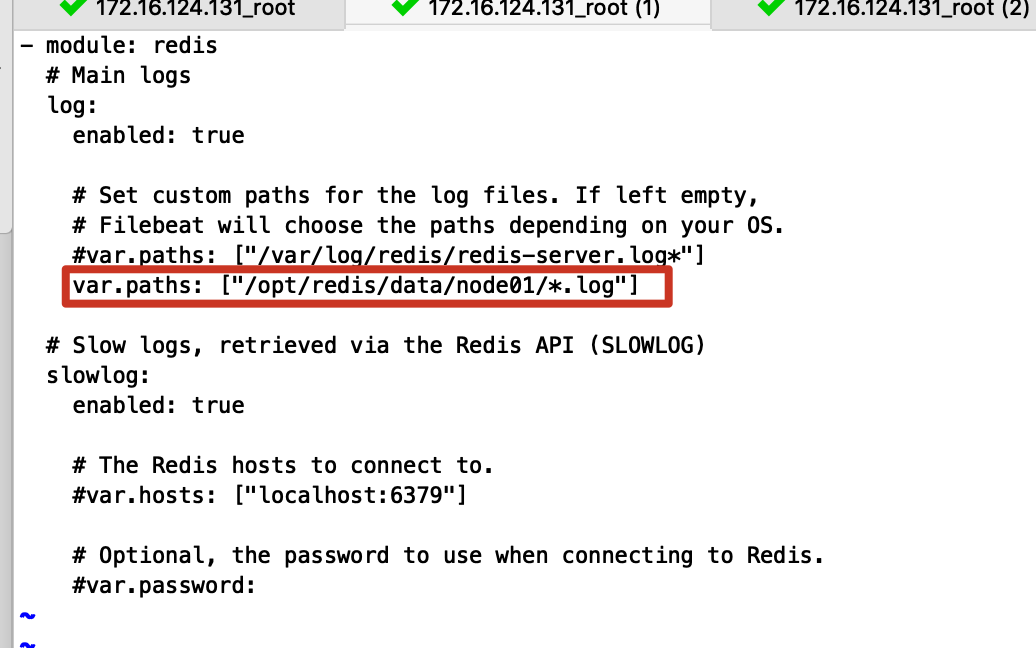 172.16.124.131_root 172.16.124.131_root (1) 172.16.124.131_root (2)
- module: redis
# Main logs
log:
enabled: true
# Set custom paths for the log files. If left empty,
# Filebeat will choose the paths depending on your OS.
#var.paths: ["/var/log/redis/redis-server.log*"]
var.paths: ["/opt/redis/data/node01/*.log"]
# Slow logs, retrieved via the Redis API (SLOWLOG)
slowlog:
enabled: true
# The Redis hosts to connect to.
#var.hosts: ["localhost:6379"]
# Optional, the password to use when connecting to Redis.
#var.password:
~
~